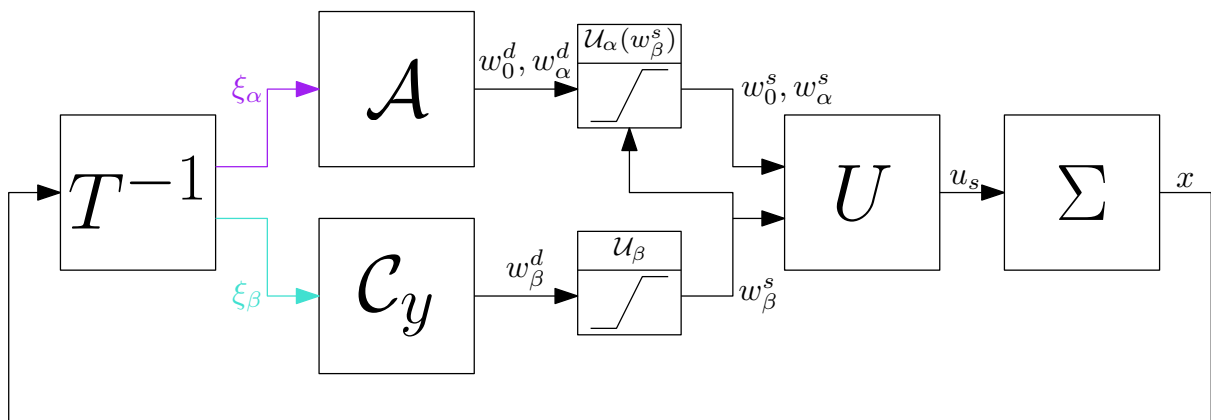 T⁻¹
ξ_α
𝒜
w_0^d, w_α^d
𝒰_α(w_β^s)
w_0^s, w_α^s
ξ_β
𝒞_y
w_β^d
𝒰_β
w_β^s
U
u_s
Σ
x